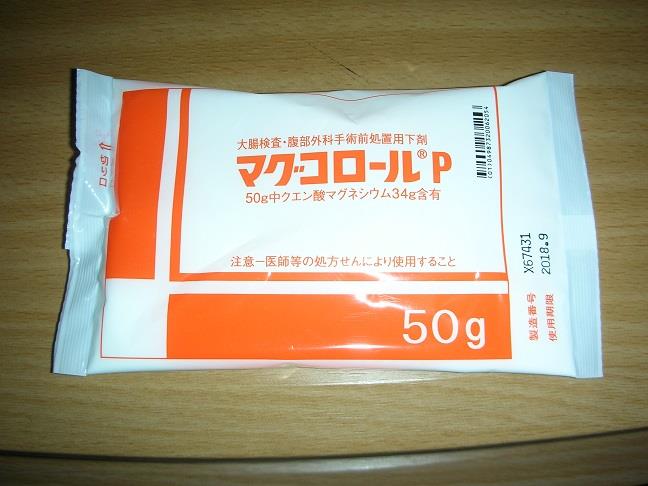 大腸検査・腹部外科手術前処置用下剤
マグコロール®P
50g中クエン酸マグネシウム34g含有
注意－医師等の処方せんにより使用すること
50g
口り切
(01)04987320062054
製造番号 X67431
使用期限 2018.9